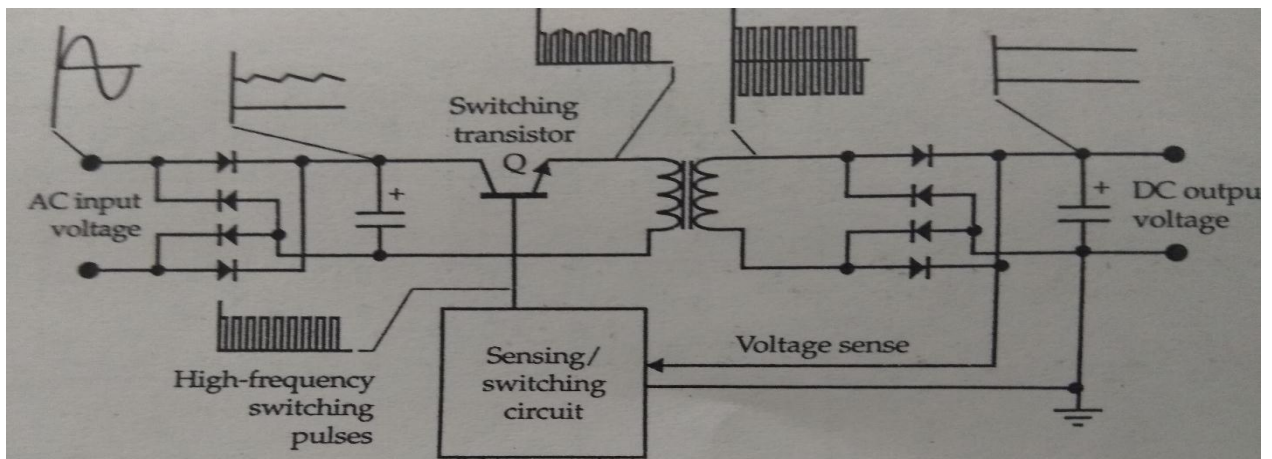 Switching
transistor
Q
AC input
voltage
+
+
DC output
voltage
High-frequency
switching
pulses
Sensing/
switching
circuit
Voltage sense